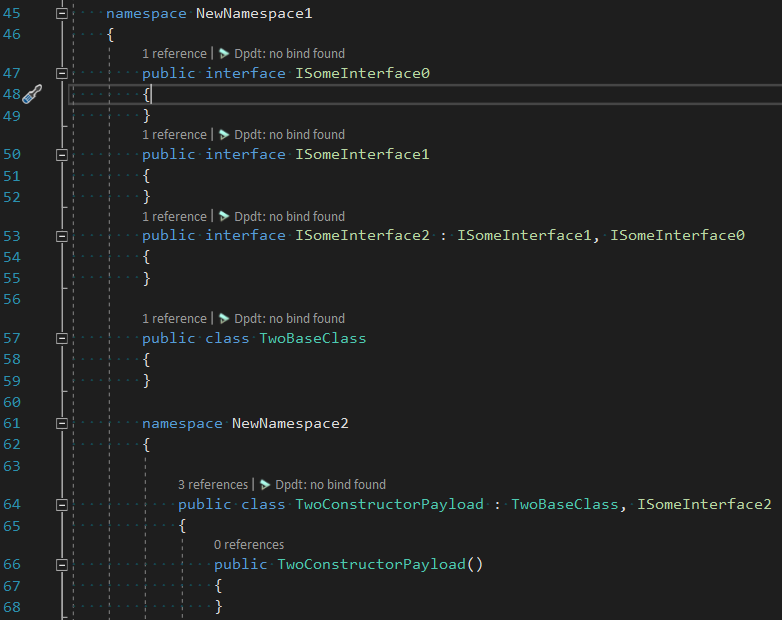 45 namespace NewNamespace1
46 {
1 reference | Dpdt: no bind found
47 public interface ISomeInterface0
48 {
49 }
1 reference | Dpdt: no bind found
50 public interface ISomeInterface1
51 {
52 }
1 reference | Dpdt: no bind found
53 public interface ISomeInterface2 : ISomeInterface1, ISomeInterface0
54 {
55 }
56
1 reference | Dpdt: no bind found
57 public class TwoBaseClass
58 {
59 }
60
61 namespace NewNamespace2
62 {
63
3 references | Dpdt: no bind found
64 public class TwoConstructorPayload : TwoBaseClass, ISomeInterface2
65 {
0 references
66 public TwoConstructorPayload()
67 {
68 }